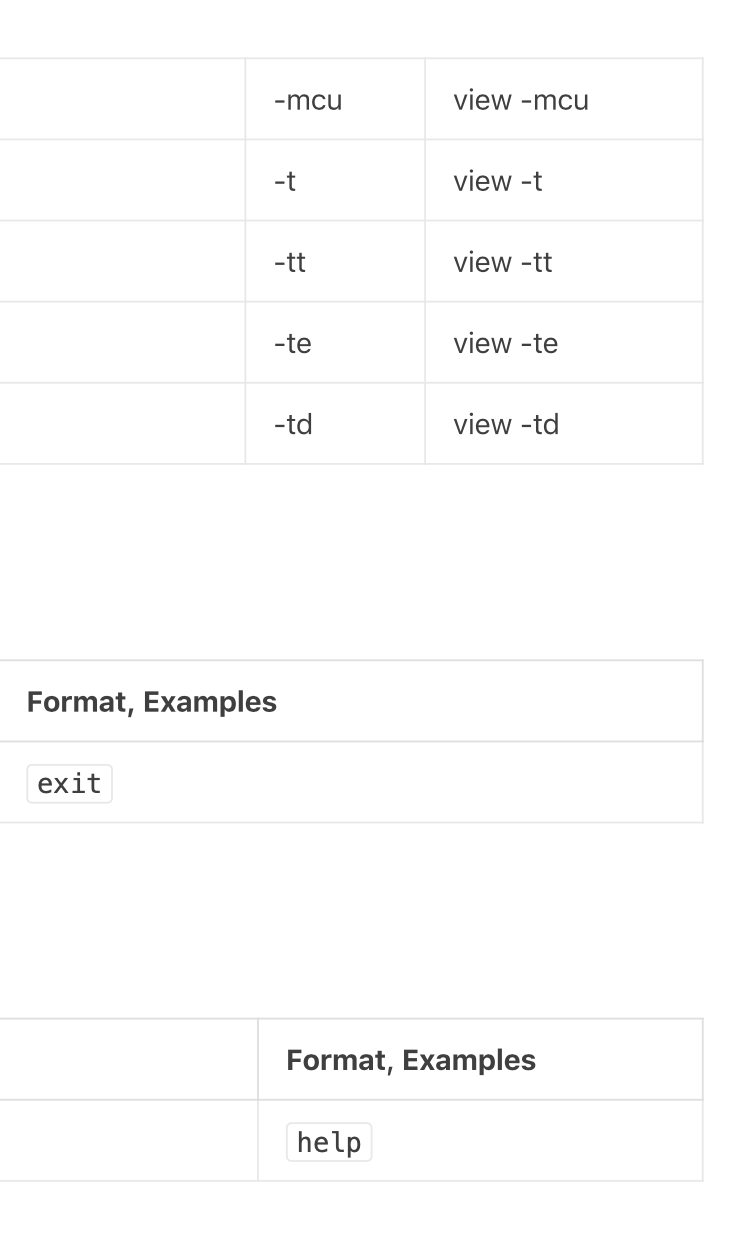 -mcu view -mcu
-t view -t
-tt view -tt
-te view -te
-td view -td
Format, Examples
exit
Format, Examples
help